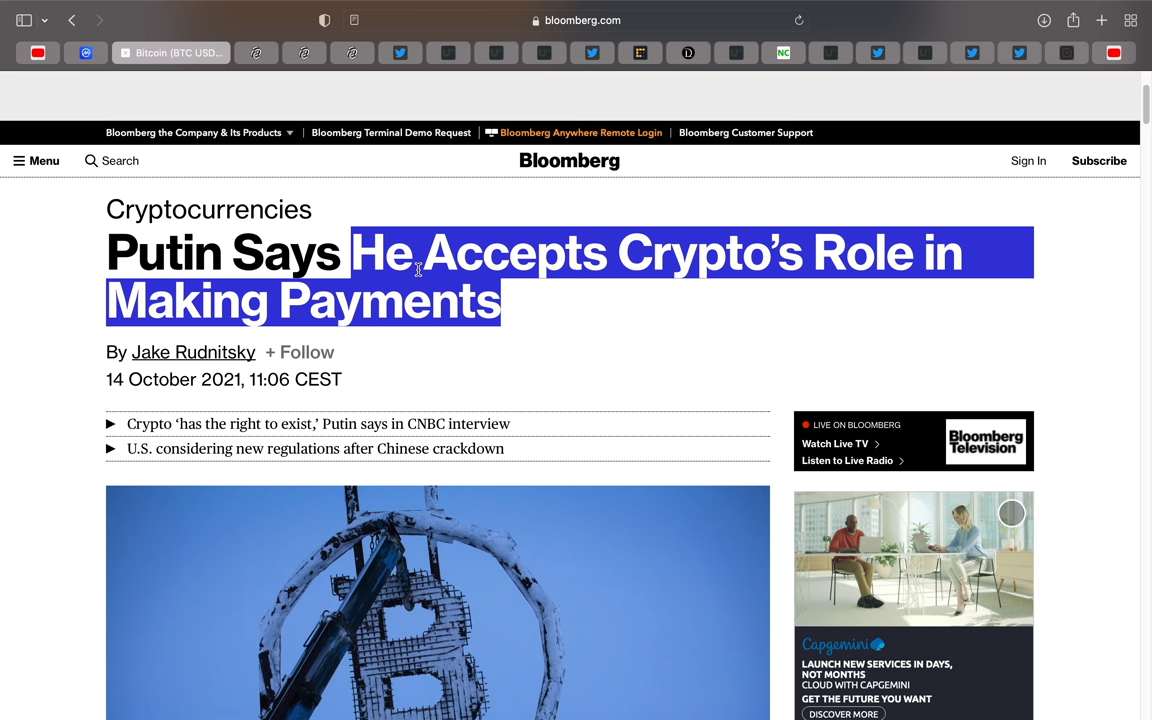 bloomberg.com
Bitcoin (BTC USD...
NC
Bloomberg the Company & Its Products
Bloomberg Terminal Demo Request
Bloomberg Anywhere Remote Login
Bloomberg Customer Support
Menu
Search
Bloomberg
Sign In
Subscribe
Cryptocurrencies
Putin Says He Accepts Crypto’s Role in
Making Payments
By Jake Rudnitsky + Follow
14 October 2021, 11:06 CEST
Crypto ‘has the right to exist,’ Putin says in CNBC interview
U.S. considering new regulations after Chinese crackdown
LIVE ON BLOOMBERG
Watch Live TV
Listen to Live Radio
Bloomberg
Television
Capgemini
LAUNCH NEW SERVICES IN DAYS,
NOT MONTHS
CLOUD WITH CAPGEMINI
GET THE FUTURE YOU WANT
DISCOVER MORE